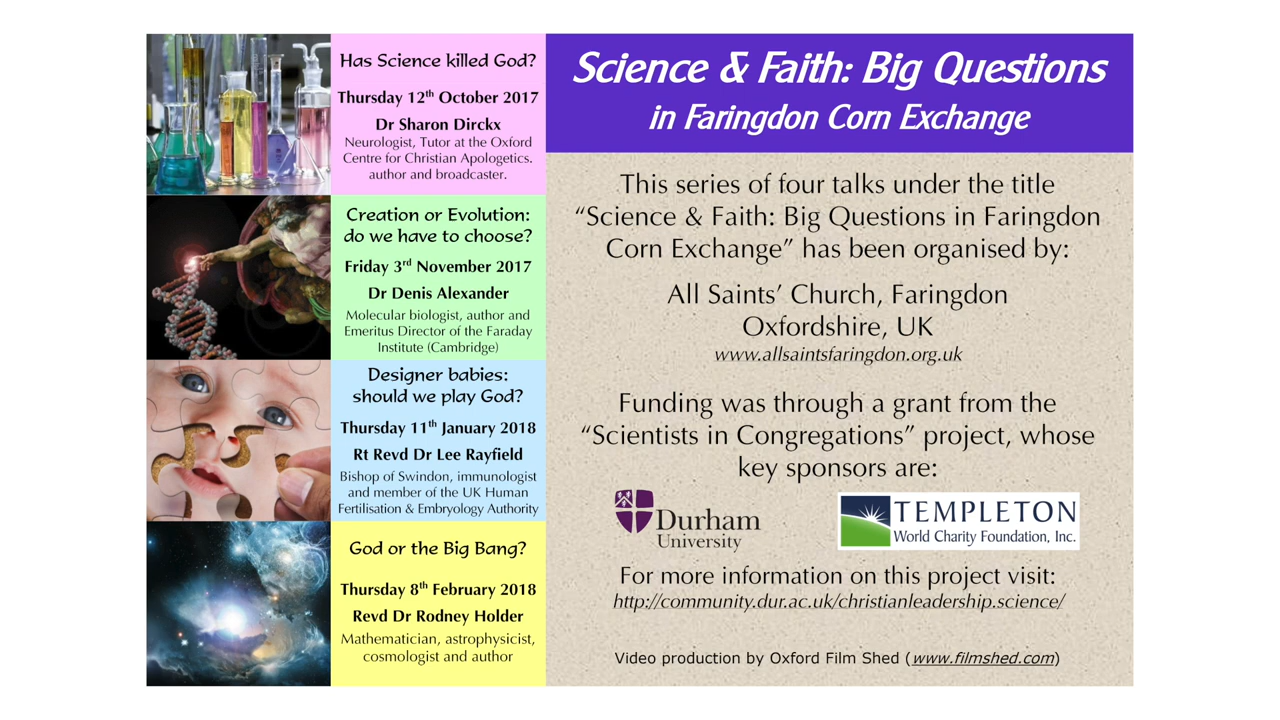 Has Science killed God?
Thursday 12th October 2017
Dr Sharon Dirckx
Neurologist, Tutor at the Oxford
Centre for Christian Apologetics.
author and broadcaster.
Creation or Evolution:
do we have to choose?
Friday 3rd November 2017
Dr Denis Alexander
Molecular biologist, author and
Emeritus Director of the Faraday
Institute (Cambridge)
Designer babies:
should we play God?
Thursday 11th January 2018
Rt Revd Dr Lee Rayfield
Bishop of Swindon, immunologist
and member of the UK Human
Fertilisation & Embryology Authority
God or the Big Bang?
Thursday 8th February 2018
Revd Dr Rodney Holder
Mathematician, astrophysicist,
cosmologist and author
Science & Faith: Big Questions
in Faringdon Corn Exchange
This series of four talks under the title
“Science & Faith: Big Questions in Faringdon
Corn Exchange” has been organised by:
All Saints’ Church, Faringdon
Oxfordshire, UK
www.allsaintsfaringdon.org.uk
Funding was through a grant from the
“Scientists in Congregations” project, whose
key sponsors are:
Durham
University
TEMPLETON
World Charity Foundation, Inc.
For more information on this project visit:
http://community.dur.ac.uk/christianleadership.science/
Video production by Oxford Film Shed (www.filmshed.com)